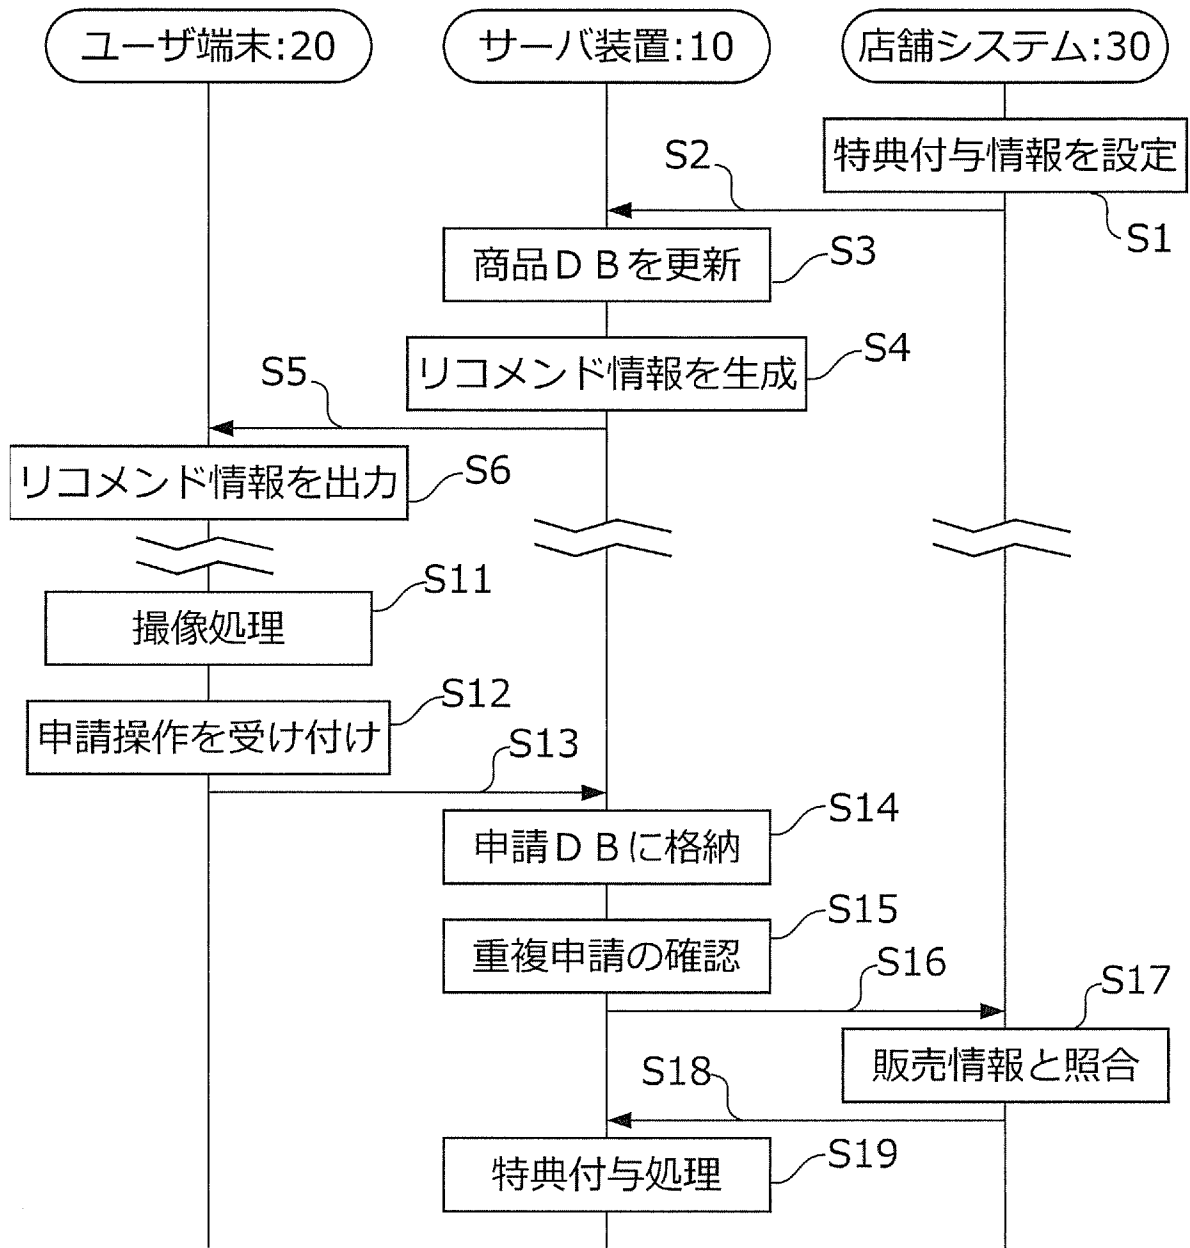 ユーザ端末:20
サーバ装置:10
店舗システム:30
特典付与情報を設定
S1
S2
商品DBを更新
S3
リコメンド情報を生成
S4
S5
リコメンド情報を出力
S6
撮像処理
S11
申請操作を受け付け
S12
S13
申請DBに格納
S14
重複申請の確認
S15
S16
販売情報と照合
S17
S18
特典付与処理
S19